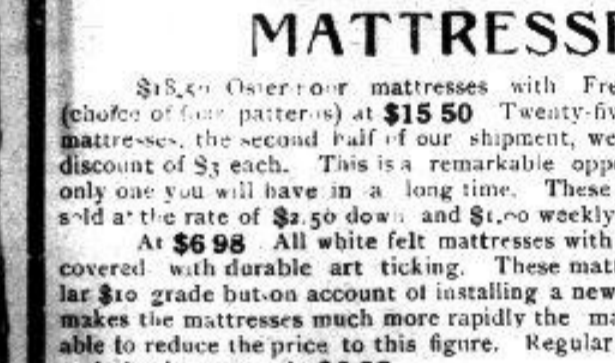 MATTRESSE
$18.50 Ostermoor mattresses with Fre
(choice of four patterns) at $15 50 Twenty-fiv
mattresses, the second half of our shipment, we
discount of $3 each. This is a remarkable oppo
only one you will have in a long time. These
sold at the rate of $2.50 down and $1.00 weekly
At $6 98 All white felt mattresses with
covered with durable art ticking. These matt
lar $10 grade but on account of installing a new
makes the mattresses much more rapidly the ma
able to reduce the price to this figure. Regular